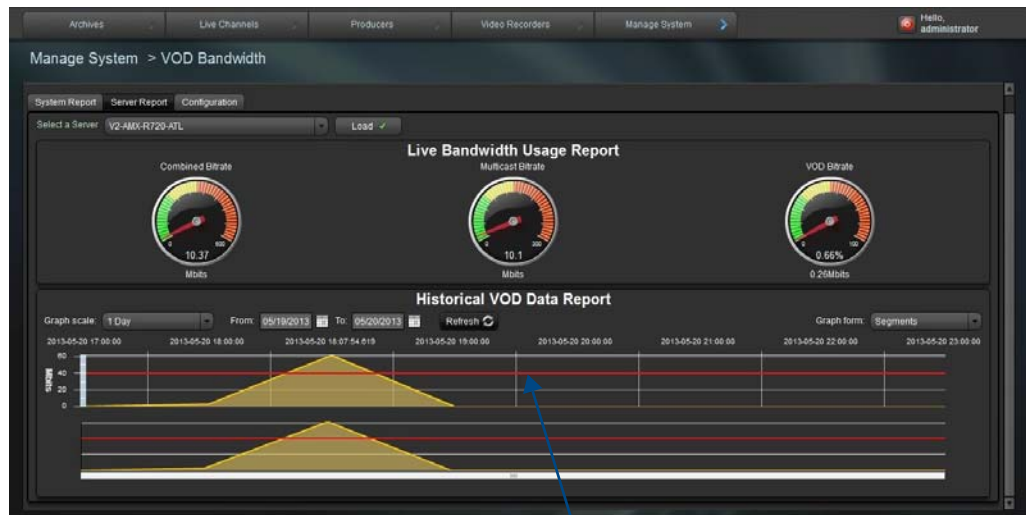 Archives Live Channels Producers Video Recorders Manage System Hello, administrator
Manage System > VOD Bandwidth
System Report Server Report Configuration
Select a Server V2-AMX-R720-ATL Load
Live Bandwidth Usage Report
Combined Bitrate Multicast Bitrate VOD Bitrate
0 600 0 300 0 100
10.37 10.1 0.66%
Mbits Mbits 0.26Mbits
Historical VOD Data Report
Graph scale: 1 Day From: 05/19/2013 To: 05/20/2013 Refresh Graph form: Segments
2013-05-20 17:00:00 2013-05-20 18:00:00 2013-05-20 18:07:54.619 2013-05-20 19:00:00 2013-05-20 20:00:00 2013-05-20 21:00:00 2013-05-20 22:00:00 2013-05-20 23:00:00
Mbits
60
40
20
0